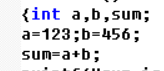 {int a,b,sum;
a=123;b=456;
sum=a+b;